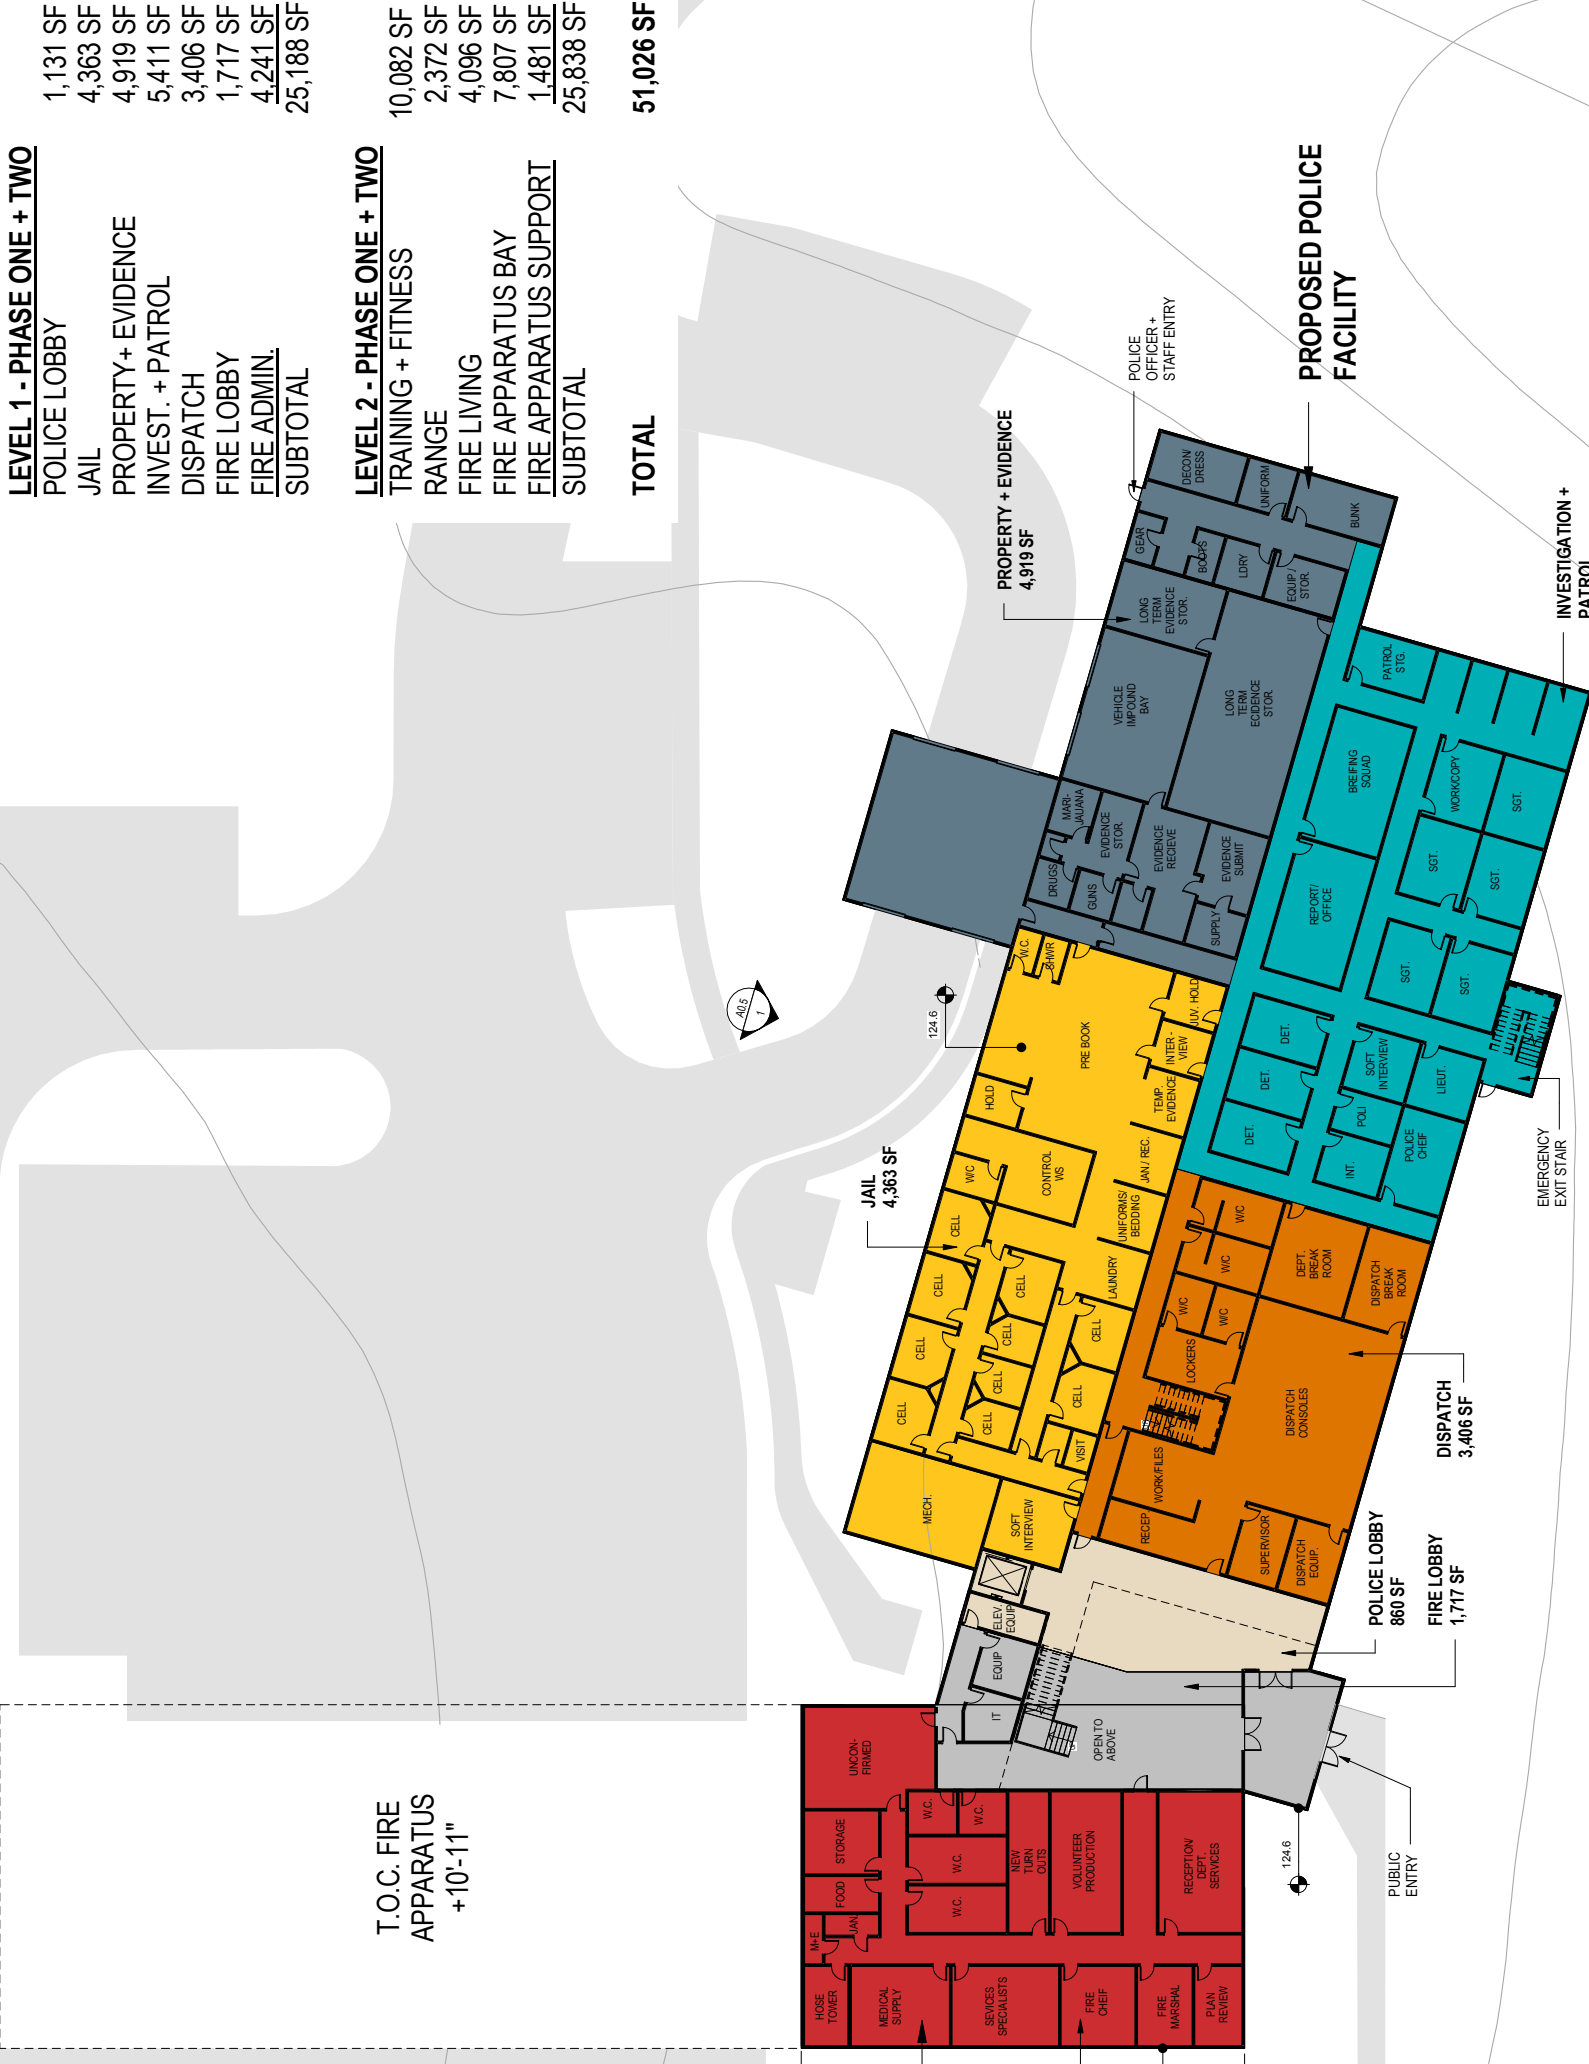 LEVEL 1 - PHASE ONE + TWO
POLICE LOBBY 1,131 SF
JAIL 4,363 SF
PROPERTY+ EVIDENCE 4,919 SF
INVEST. + PATROL 5,411 SF
DISPATCH 3,406 SF
FIRE LOBBY 1,717 SF
FIRE ADMIN. 4,241 SF
SUBTOTAL 25,188 SF
LEVEL 2 - PHASE ONE + TWO
TRAINING + FITNESS 10,082 SF
RANGE 2,372 SF
FIRE LIVING 4,096 SF
FIRE APPARATUS BAY 7,807 SF
FIRE APPARATUS SUPPORT 1,481 SF
SUBTOTAL 25,838 SF
TOTAL 51,026 SF
T.O.C. FIRE
APPARATUS
+10'-11"
PROPOSED POLICE
FACILITY
POLICE
OFFICER +
STAFF ENTRY
PROPERTY + EVIDENCE
4,919 SF
DECON/
DRESS
UNIFORM
BUNK
GEAR
BOOTS
LDRY
EQUIP./
STOR.
LONG
TERM
EVIDENCE
STOR.
VEHICLE
IMPOUND
BAY
LONG
TERM
ECIDENCE
STOR.
MARI-
JAUANA
EVIDENCE
STOR.
DRUGS
GUNS
EVIDENCE
RECIEVE
EVIDENCE
SUBMIT
SUPPLY
INVESTIGATION +
PATROL
PATROL
STG.
BREIFING
SQUAD
WORK/COPY
SGT.
REPORT/
OFFICE
SGT.
SGT.
SGT.
SGT.
DET.
DET.
DET.
SOFT
INTERVIEW
LIEUT.
POLI
INT.
POLICE
CHEIF
EMERGENCY
EXIT STAIR
A0.5
1
124.6
JAIL
4,363 SF
W.C.
SHWR
PRE BOOK
JUV. HOLD
INTER -
VIEW
TEMP.
EVIDENCE
HOLD
JAN./ REC.
CONTROL
WS
W/C
UNIFORMS/
BEDDING
LAUNDRY
CELL
CELL
CELL
CELL
CELL
CELL
CELL
CELL
CELL
CELL
VISIT
MECH.
SOFT
INTERVIEW
DISPATCH
3,406 SF
W/C
W/C
W/C
W/C
DEPT.
BREAK
ROOM
DISPATCH
BREAK
ROOM
LOCKERS
DISPATCH
CONSOLES
WORK/FILES
RECEP
SUPERVISOR
DISPATCH
EQUIP.
POLICE LOBBY
860 SF
FIRE LOBBY
1,717 SF
ELEV.
EQUIP
EQUIP
IT
OPEN TO
ABOVE
124.6
PUBLIC
ENTRY
UNCON-
FIRMED
STORAGE
FOOD
JAN.
M+E
W.C.
W.C.
W.C.
W.C.
NEW
TURN
OUTS
VOLUNTEER
PRODUCTION
RECEPTION/
DEPT.
SERVICES
HOSE
TOWER
MEDICAL
SUPPLY
SEVICES
SPECIALISTS
FIRE
CHEIF
FIRE
MARSHAL
PLAN
REVIEW